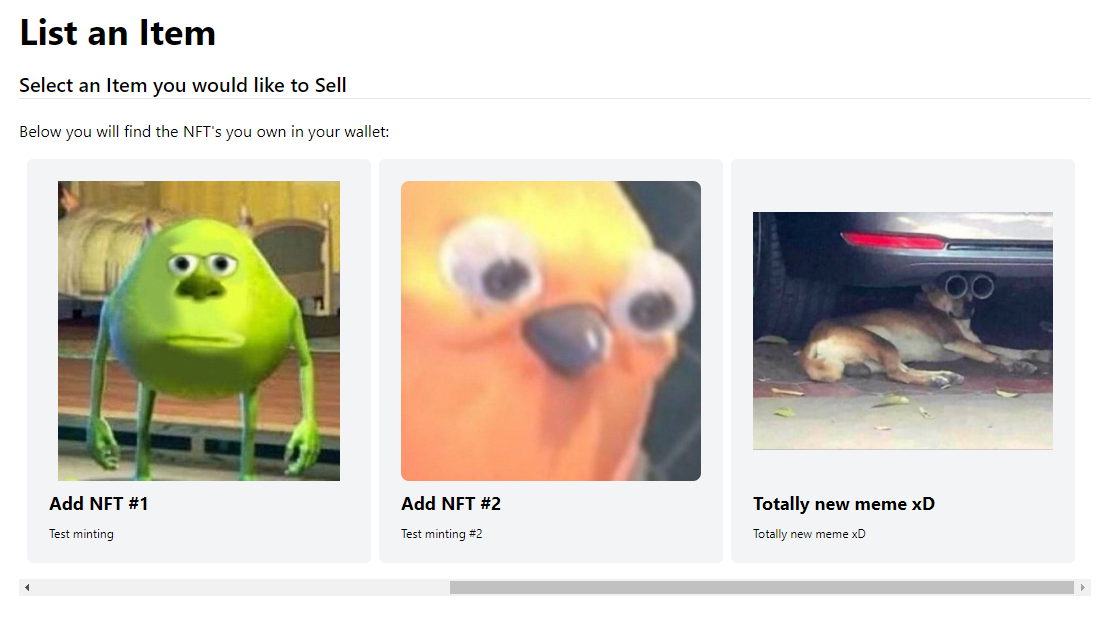 List an Item
Select an Item you would like to Sell
Below you will find the NFT's you own in your wallet:
Add NFT #1
Test minting
Add NFT #2
Test minting #2
Totally new meme xD
Totally new meme xD